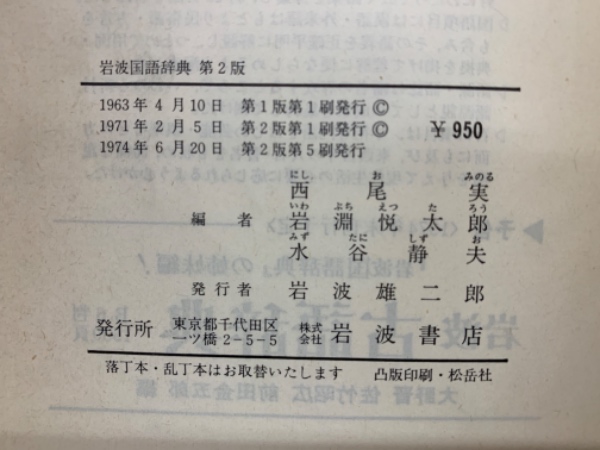 岩波国語辞典 第2版
1963年 4月10日 第1版第1刷発行 ©
1971年 2月 5日 第2版第1刷発行 © ¥950
1974年 6月20日 第2版第5刷発行
にし お みのる
西尾実
いわ ぶち えつ た ろう
編者 岩淵悦太郎
みず たに しず お
水谷静夫
発行者 岩波雄二郎
発行所 東京都千代田区一ツ橋2-5-5 株式会社 岩波書店
落丁本・乱丁本はお取替いたします 凸版印刷・松岳社